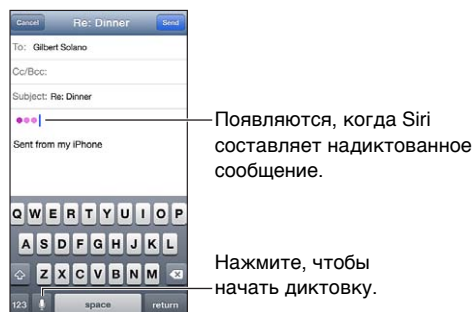 Cancel Re: Dinner Send
To: Gilbert Solano
Cc/Bcc:
Subject: Re: Dinner
Sent from my iPhone
Появляются, когда Siri
составляет надиктованное
сообщение.
Q W E R T Y U I O P
A S D F G H J K L
Z X C V B N M
123 space return
Нажмите, чтобы
начать диктовку.